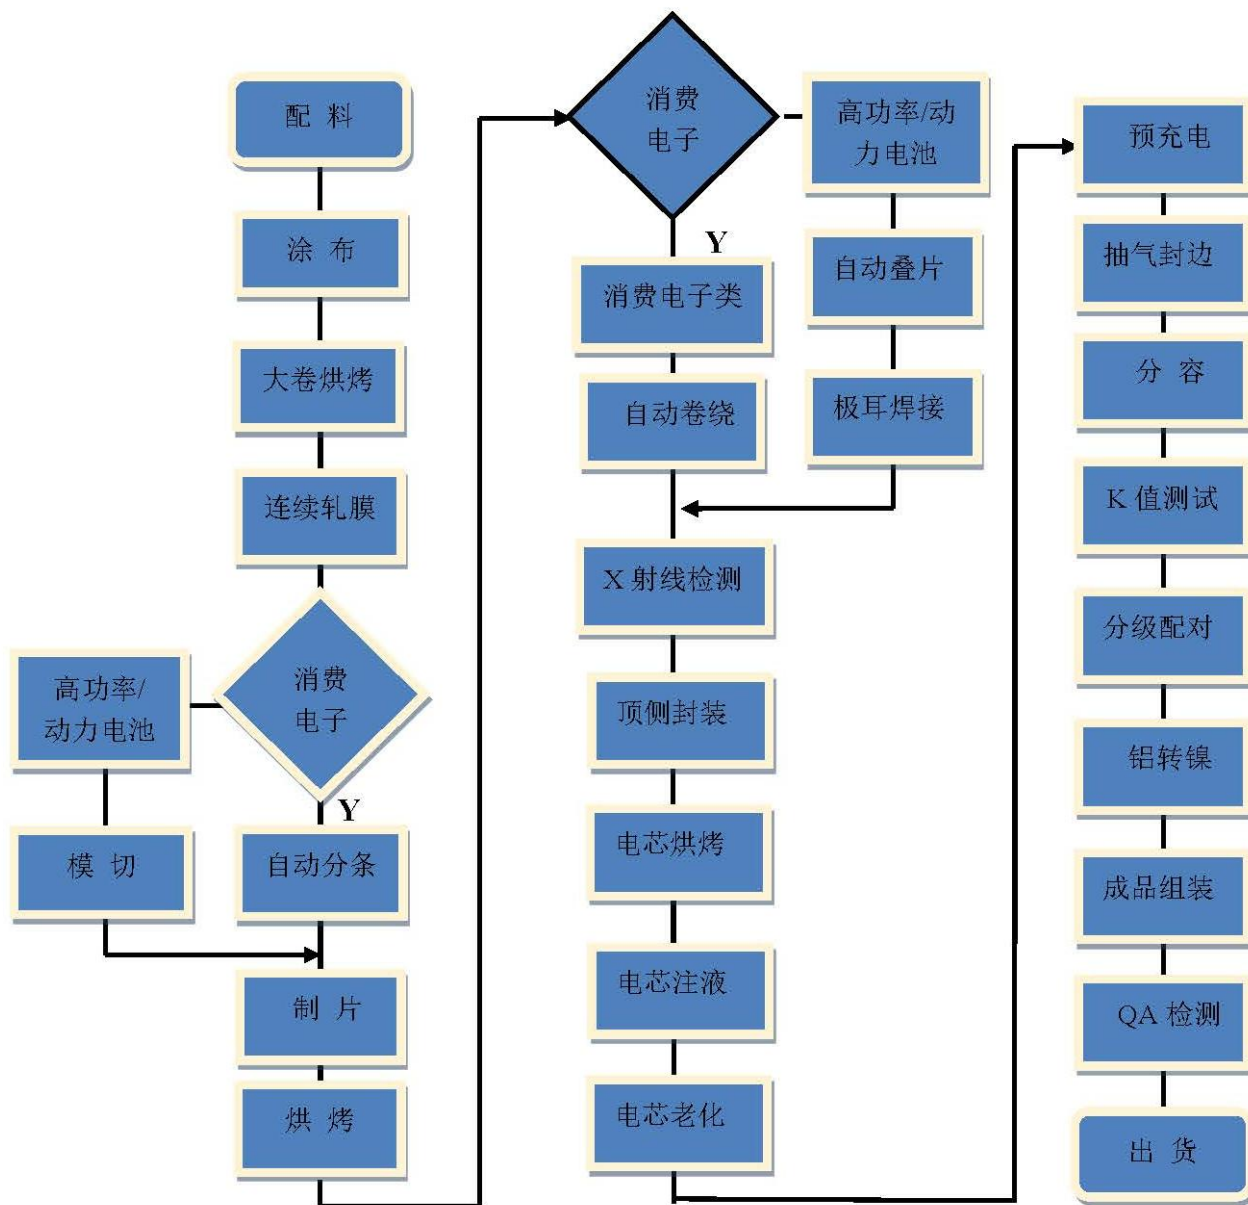 配 料
涂 布
大卷烘烤
连续轧膜
消费
电子
高功率/
动力电池
Y
模 切
自动分条
制 片
烘 烤
消费
电子
高功率/动
力电池
Y
消费电子类
自动叠片
自动卷绕
极耳焊接
X 射线检测
顶侧封装
电芯烘烤
电芯注液
电芯老化
预充电
抽气封边
分 容
K 值测试
分级配对
铝转镍
成品组装
QA 检测
出 货